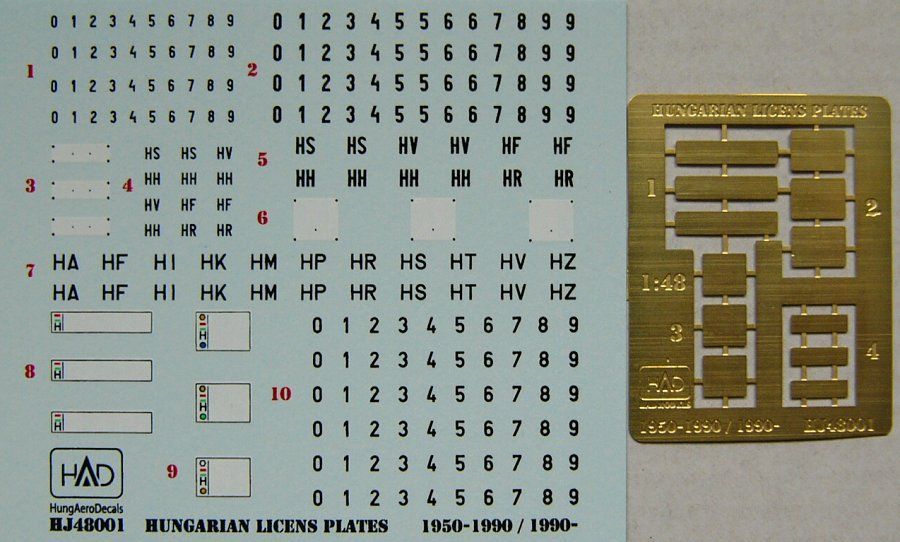 0 1 2 3 4 5 6 7 8 9
0 1 2 3 4 5 6 7 8 9
1
0 1 2 3 4 5 6 7 8 9
0 1 2 3 4 5 6 7 8 9
0 1 2 3 4 5 5 6 7 8 9 9
0 1 2 3 4 5 5 6 7 8 9 9
2
0 1 2 3 4 5 5 6 7 8 9 9
0 1 2 3 4 5 5 6 7 8 9 9
3
4
HS HS HV
HH HH HH
HV HF HF
HH HR HR
5
HS HS HV HV HF HF
HH HH HH HH HR HR
6
7
HA HF HI HK HM HP HR HS HT HV HZ
HA HF HI HK HM HP HR HS HT HV HZ
8
H
H
H
H
H
9
H
10
0 1 2 3 4 5 6 7 8 9
0 1 2 3 4 5 6 7 8 9
0 1 2 3 4 5 6 7 8 9
0 1 2 3 4 5 6 7 8 9
0 1 2 3 4 5 6 7 8 9
0 1 2 3 4 5 6 7 8 9
HAD
HungAeroDecals
HJ48001 HUNGARIAN LICENS PLATES 1950-1990 / 1990-
HUNGARIAN LICENS PLATES
1
2
1:48
3
4
HAD
1950-1990 / 1990- HJ48001